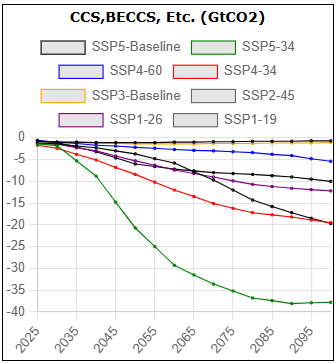 CCS,BECCS, Etc. (GtCO2)
SSP5-Baseline SSP5-34
SSP4-60 SSP4-34
SSP3-Baseline SSP2-45
SSP1-26 SSP1-19
0
-5
-10
-15
-20
-25
-30
-35
-40
2025 2035 2045 2055 2065 2075 2085 2095